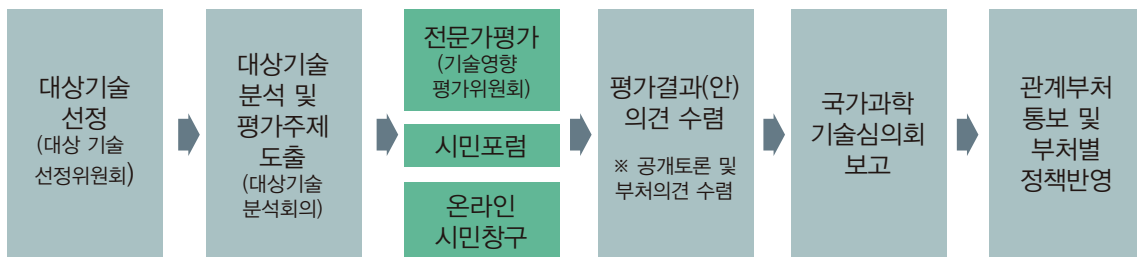 대상기술
선정
(대상 기술
선정위원회)
대상기술
분석 및
평가주제
도출
(대상기술
분석회의)
전문가평가
(기술영향
평가위원회)
시민포럼
온라인
시민창구
평가결과(안)
의견 수렴
※ 공개토론 및
부처의견 수렴
국가과학
기술심의회
보고
관계부처
통보 및
부처별
정책반영